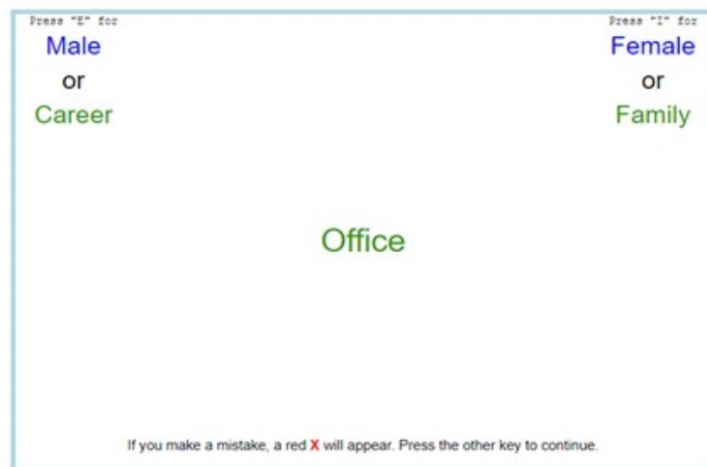 Press "E" for
Male
or
Career
Press "I" for
Female
or
Family
Office
If you make a mistake, a red X will appear. Press the other key to continue.